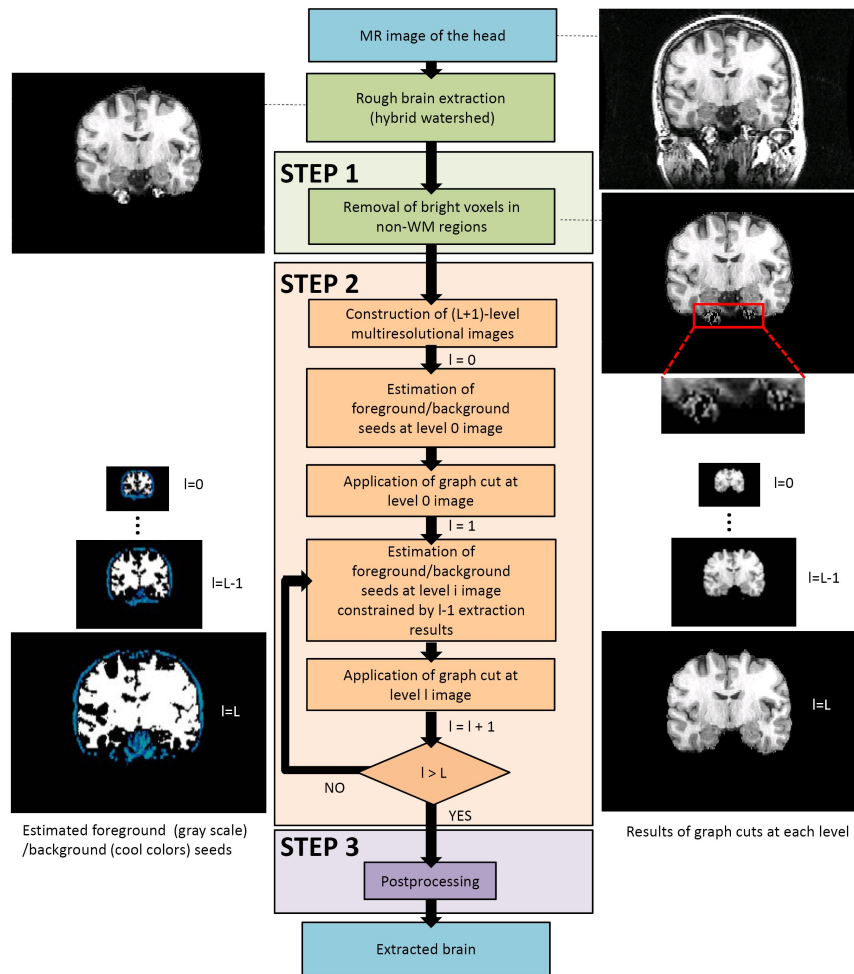 MR image of the head
Rough brain extraction
(hybrid watershed)
STEP 1
Removal of bright voxels in
non-WM regions
STEP 2
Construction of (L+1)-level
multiresolutional images
l = 0
Estimation of
foreground/background
seeds at level 0 image
Application of graph cut at
level 0 image
l = 1
Estimation of
foreground/background
seeds at level i image
constrained by l-1 extraction
results
Application of graph cut at
level l image
l = l + 1
l > L
NO
YES
STEP 3
Postprocessing
Extracted brain
l=0
l=L-1
l=L
Estimated foreground (gray scale)
/background (cool colors) seeds
l=0
l=L-1
l=L
Results of graph cuts at each level